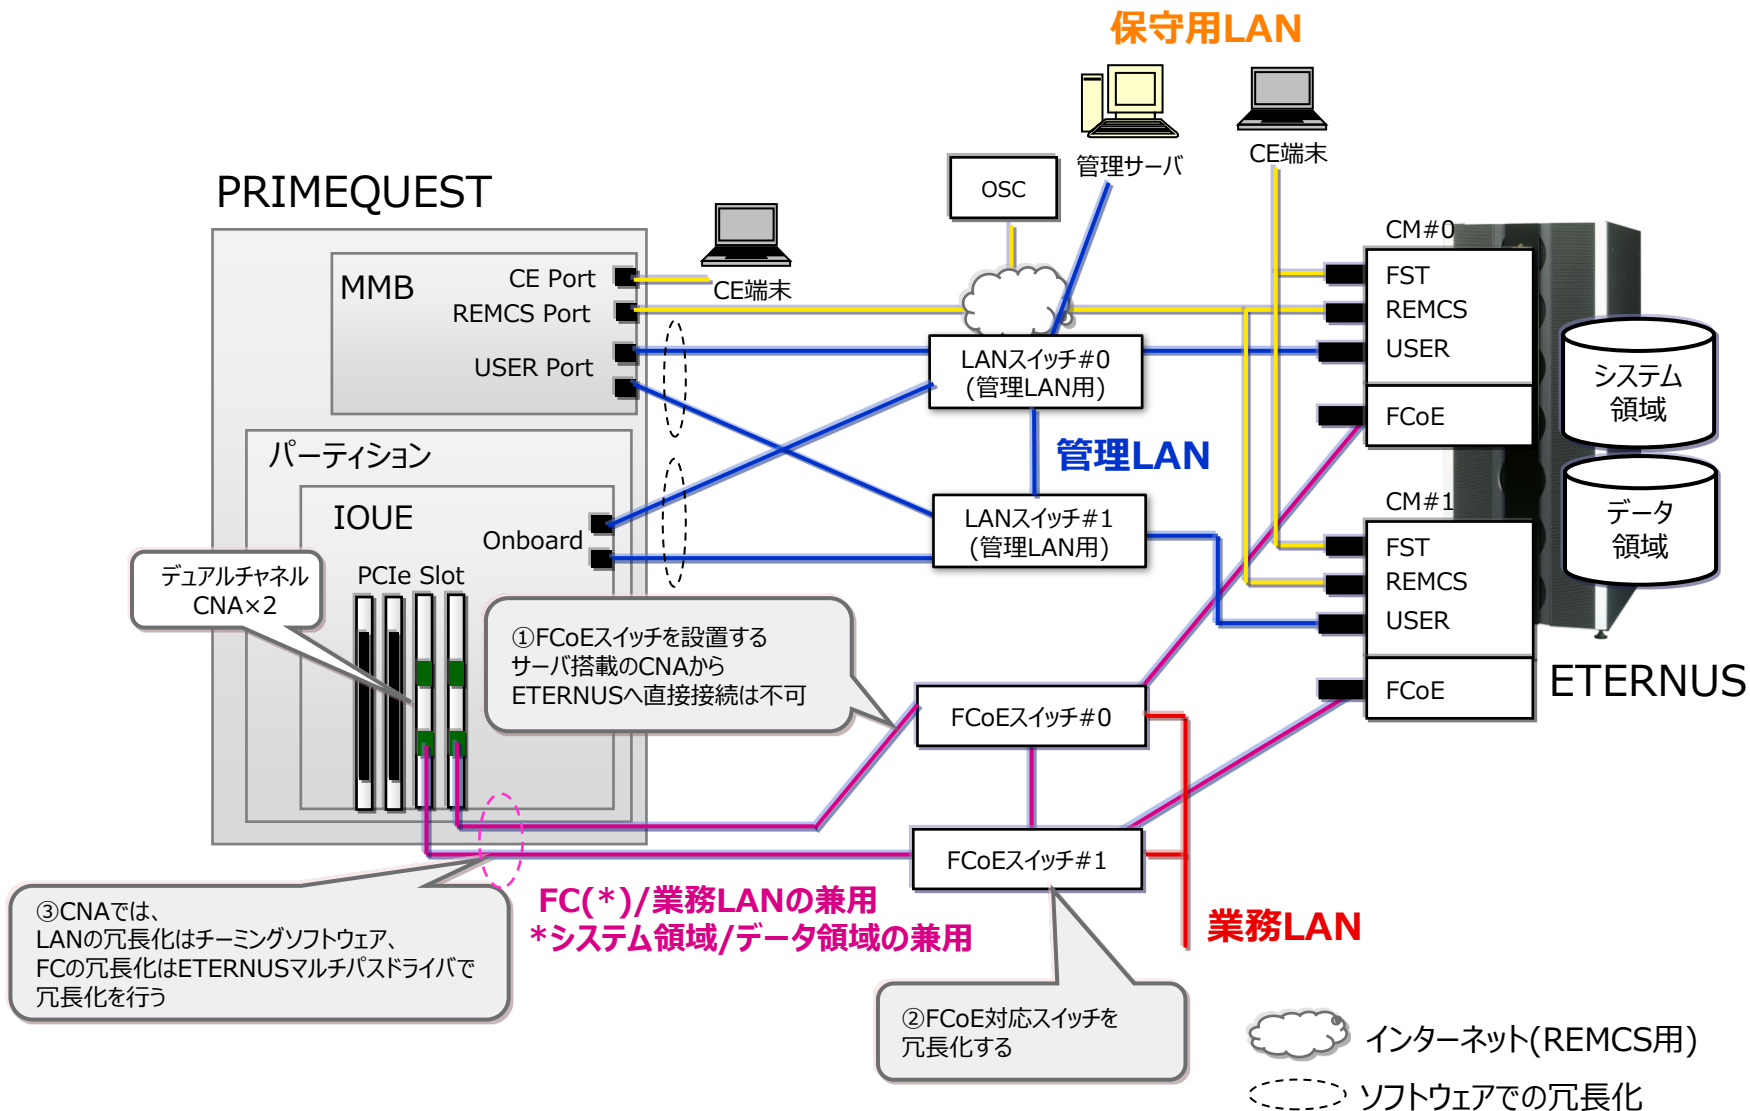 保守用LAN
管理サーバ
CE端末
OSC
PRIMEQUEST
CM#0
MMB
CE Port
REMCS Port
USER Port
CE端末
FST
REMCS
USER
FCoE
LANスイッチ#0
(管理LAN用)
システム
領域
パーティション
管理LAN
IOUE
Onboard
LANスイッチ#1
(管理LAN用)
CM#1
データ
領域
FST
REMCS
USER
FCoE
ETERNUS
デュアルチャネル
CNA×2
PCIe Slot
①FCoEスイッチを設置する
サーバ搭載のCNAから
ETERNUSへ直接接続は不可
FCoEスイッチ#0
FCoEスイッチ#1
FC(*)/業務LANの兼用
*システム領域/データ領域の兼用
業務LAN
③CNAでは、
LANの冗長化はチーミングソフトウェア、
FCの冗長化はETERNUSマルチパスドライバで
冗長化を行う
②FCoE対応スイッチを
冗長化する
インターネット(REMCS用)
ソフトウェアでの冗長化